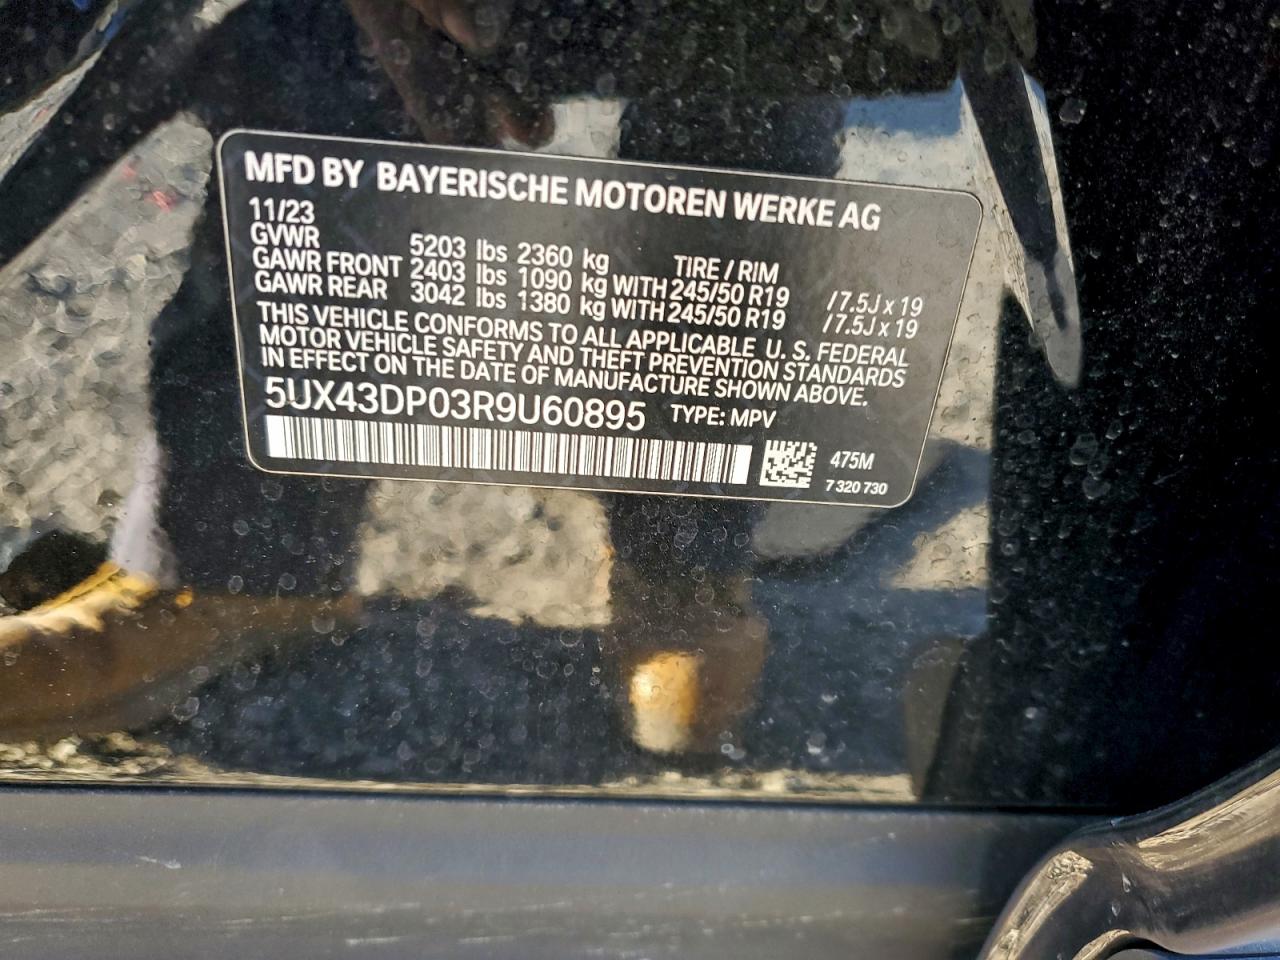 MFD BY BAYERISCHE MOTOREN WERKE AG
11/23
GVWR 5203 lbs 2360 kg TIRE / RIM
GAWR FRONT 2403 lbs 1090 kg WITH 245/50 R19 / 7.5J x 19
GAWR REAR 3042 lbs 1380 kg WITH 245/50 R19 / 7.5J x 19
THIS VEHICLE CONFORMS TO ALL APPLICABLE U. S. FEDERAL
MOTOR VEHICLE SAFETY AND THEFT PREVENTION STANDARDS
IN EFFECT ON THE DATE OF MANUFACTURE SHOWN ABOVE.
5UX43DP03R9U60895 TYPE: MPV
475M
7 320 730